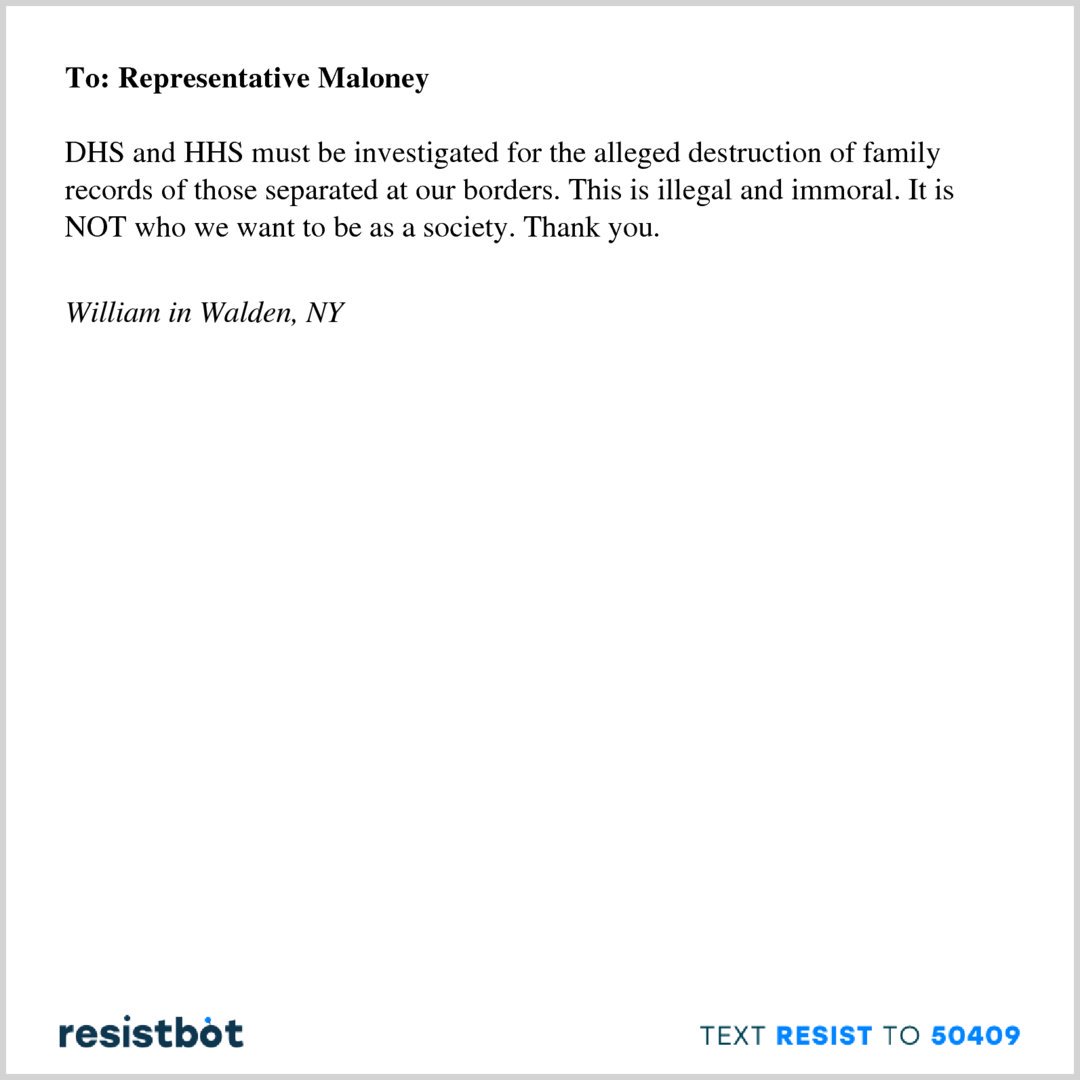 To: Representative Maloney
DHS and HHS must be investigated for the alleged destruction of family
records of those separated at our borders. This is illegal and immoral. It is
NOT who we want to be as a society. Thank you.
William in Walden, NY
resistbot
TEXT RESIST TO 50409